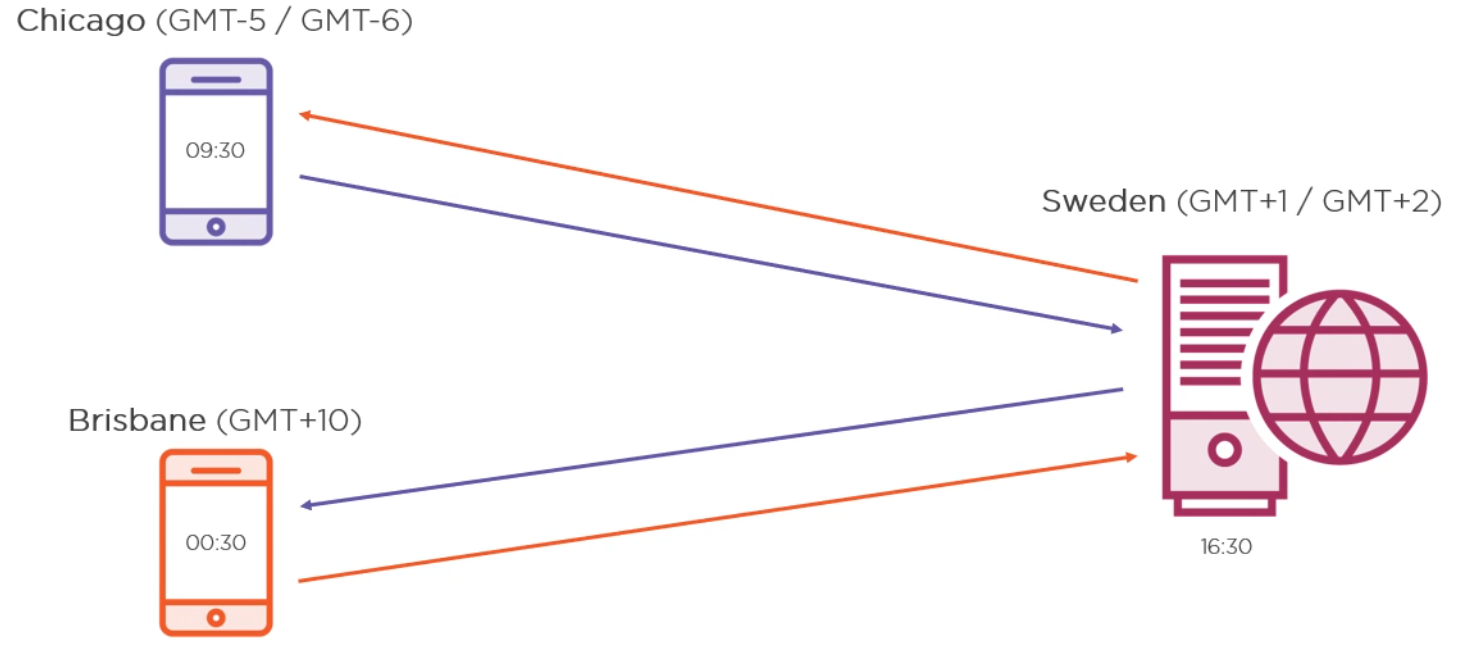 Chicago (GMT-5 / GMT-6)
09:30
Sweden (GMT+1 / GMT+2)
Brisbane (GMT+10)
00:30
16:30